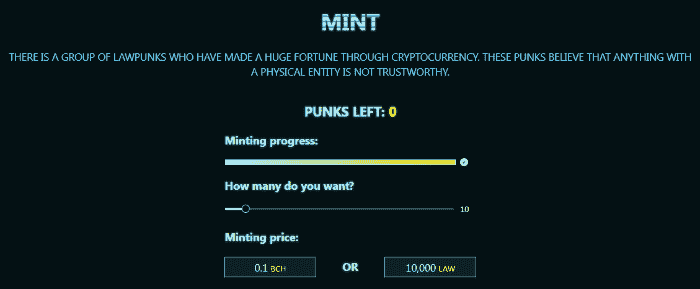 MINT
THERE IS A GROUP OF LAWPUNKS WHO HAVE MADE A HUGE FORTUNE THROUGH CRYPTOCURRENCY. THESE PUNKS BELIEVE THAT ANYTHING WITH
A PHYSICAL ENTITY IS NOT TRUSTWORTHY.
PUNKS LEFT: 0
Minting progress:
How many do you want?
10
Minting price:
0.1 BCH OR 10,000 LAW